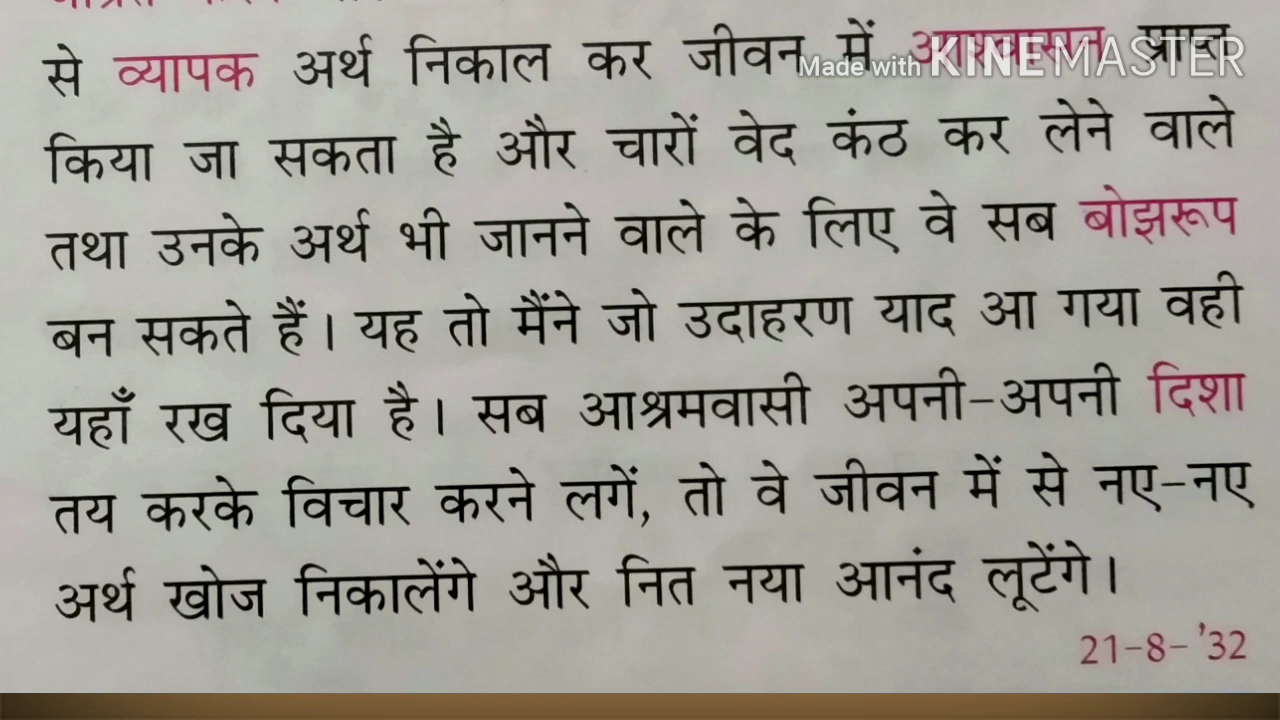 से व्यापक अर्थ निकाल कर जीवन में आश्वासन प्राप्त
Made with KINEMASTER
किया जा सकता है और चारों वेद कंठ कर लेने वाले
तथा उनके अर्थ भी जानने वाले के लिए वे सब बोझरूप
बन सकते हैं। यह तो मैंने जो उदाहरण याद आ गया वही
यहाँ रख दिया है। सब आश्रमवासी अपनी-अपनी दिशा
तय करके विचार करने लगें, तो वे जीवन में से नए-नए
अर्थ खोज निकालेंगे और नित नया आनंद लूटेंगे।
21-8-'32